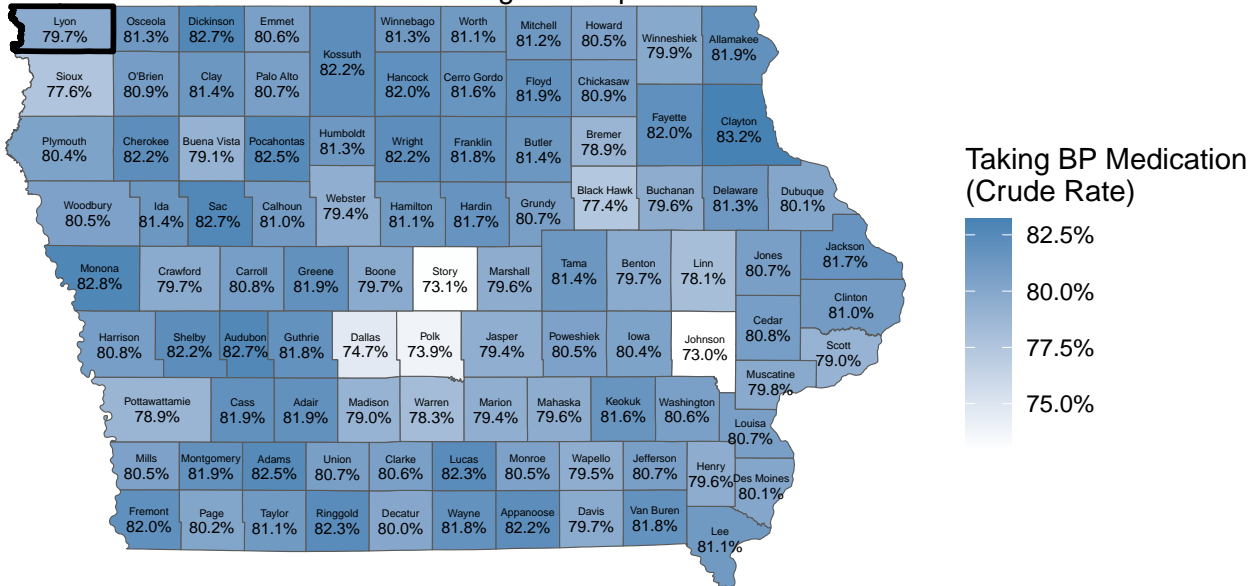 Lyon
79.7%
Osceola
81.3%
Dickinson
82.7%
Emmet
80.6%
Kossuth
82.2%
Winnebago
81.3%
Worth
81.1%
Mitchell
81.2%
Howard
80.5%
Winneshiek
79.9%
Allamakee
81.9%
Sioux
77.6%
O'Brien
80.9%
Clay
81.4%
Palo Alto
80.7%
Hancock
82.0%
Cerro Gordo
81.6%
Floyd
81.9%
Chickasaw
80.9%
Fayette
82.0%
Clayton
83.2%
Plymouth
80.4%
Cherokee
82.2%
Buena Vista
79.1%
Pocahontas
82.5%
Humboldt
81.3%
Wright
82.2%
Franklin
81.8%
Butler
81.4%
Bremer
78.9%
Woodbury
80.5%
Ida
81.4%
Sac
82.7%
Calhoun
81.0%
Webster
79.4%
Hamilton
81.1%
Hardin
81.7%
Grundy
80.7%
Black Hawk
77.4%
Buchanan
79.6%
Delaware
81.3%
Dubuque
80.1%
Monona
82.8%
Crawford
79.7%
Carroll
80.8%
Greene
81.9%
Boone
79.7%
Story
73.1%
Marshall
79.6%
Tama
81.4%
Benton
79.7%
Linn
78.1%
Jones
80.7%
Jackson
81.7%
Clinton
81.0%
Harrison
80.8%
Shelby
82.2%
Audubon
82.7%
Guthrie
81.8%
Dallas
74.7%
Polk
73.9%
Jasper
79.4%
Poweshiek
80.5%
Iowa
80.4%
Johnson
73.0%
Cedar
80.8%
Scott
79.0%
Muscatine
79.8%
Pottawattamie
78.9%
Cass
81.9%
Adair
81.9%
Madison
79.0%
Warren
78.3%
Marion
79.4%
Mahaska
79.6%
Keokuk
81.6%
Washington
80.6%
Louisa
80.7%
Mills
80.5%
Montgomery
81.9%
Adams
82.5%
Union
80.7%
Clarke
80.6%
Lucas
82.3%
Monroe
80.5%
Wapello
79.5%
Jefferson
80.7%
Henry
79.6%
Des Moines
80.1%
Fremont
82.0%
Page
80.2%
Taylor
81.1%
Ringgold
82.3%
Decatur
80.0%
Wayne
81.8%
Appanoose
82.2%
Davis
79.7%
Van Buren
81.8%
Lee
81.1%
Taking BP Medication
(Crude Rate)
82.5%
80.0%
77.5%
75.0%